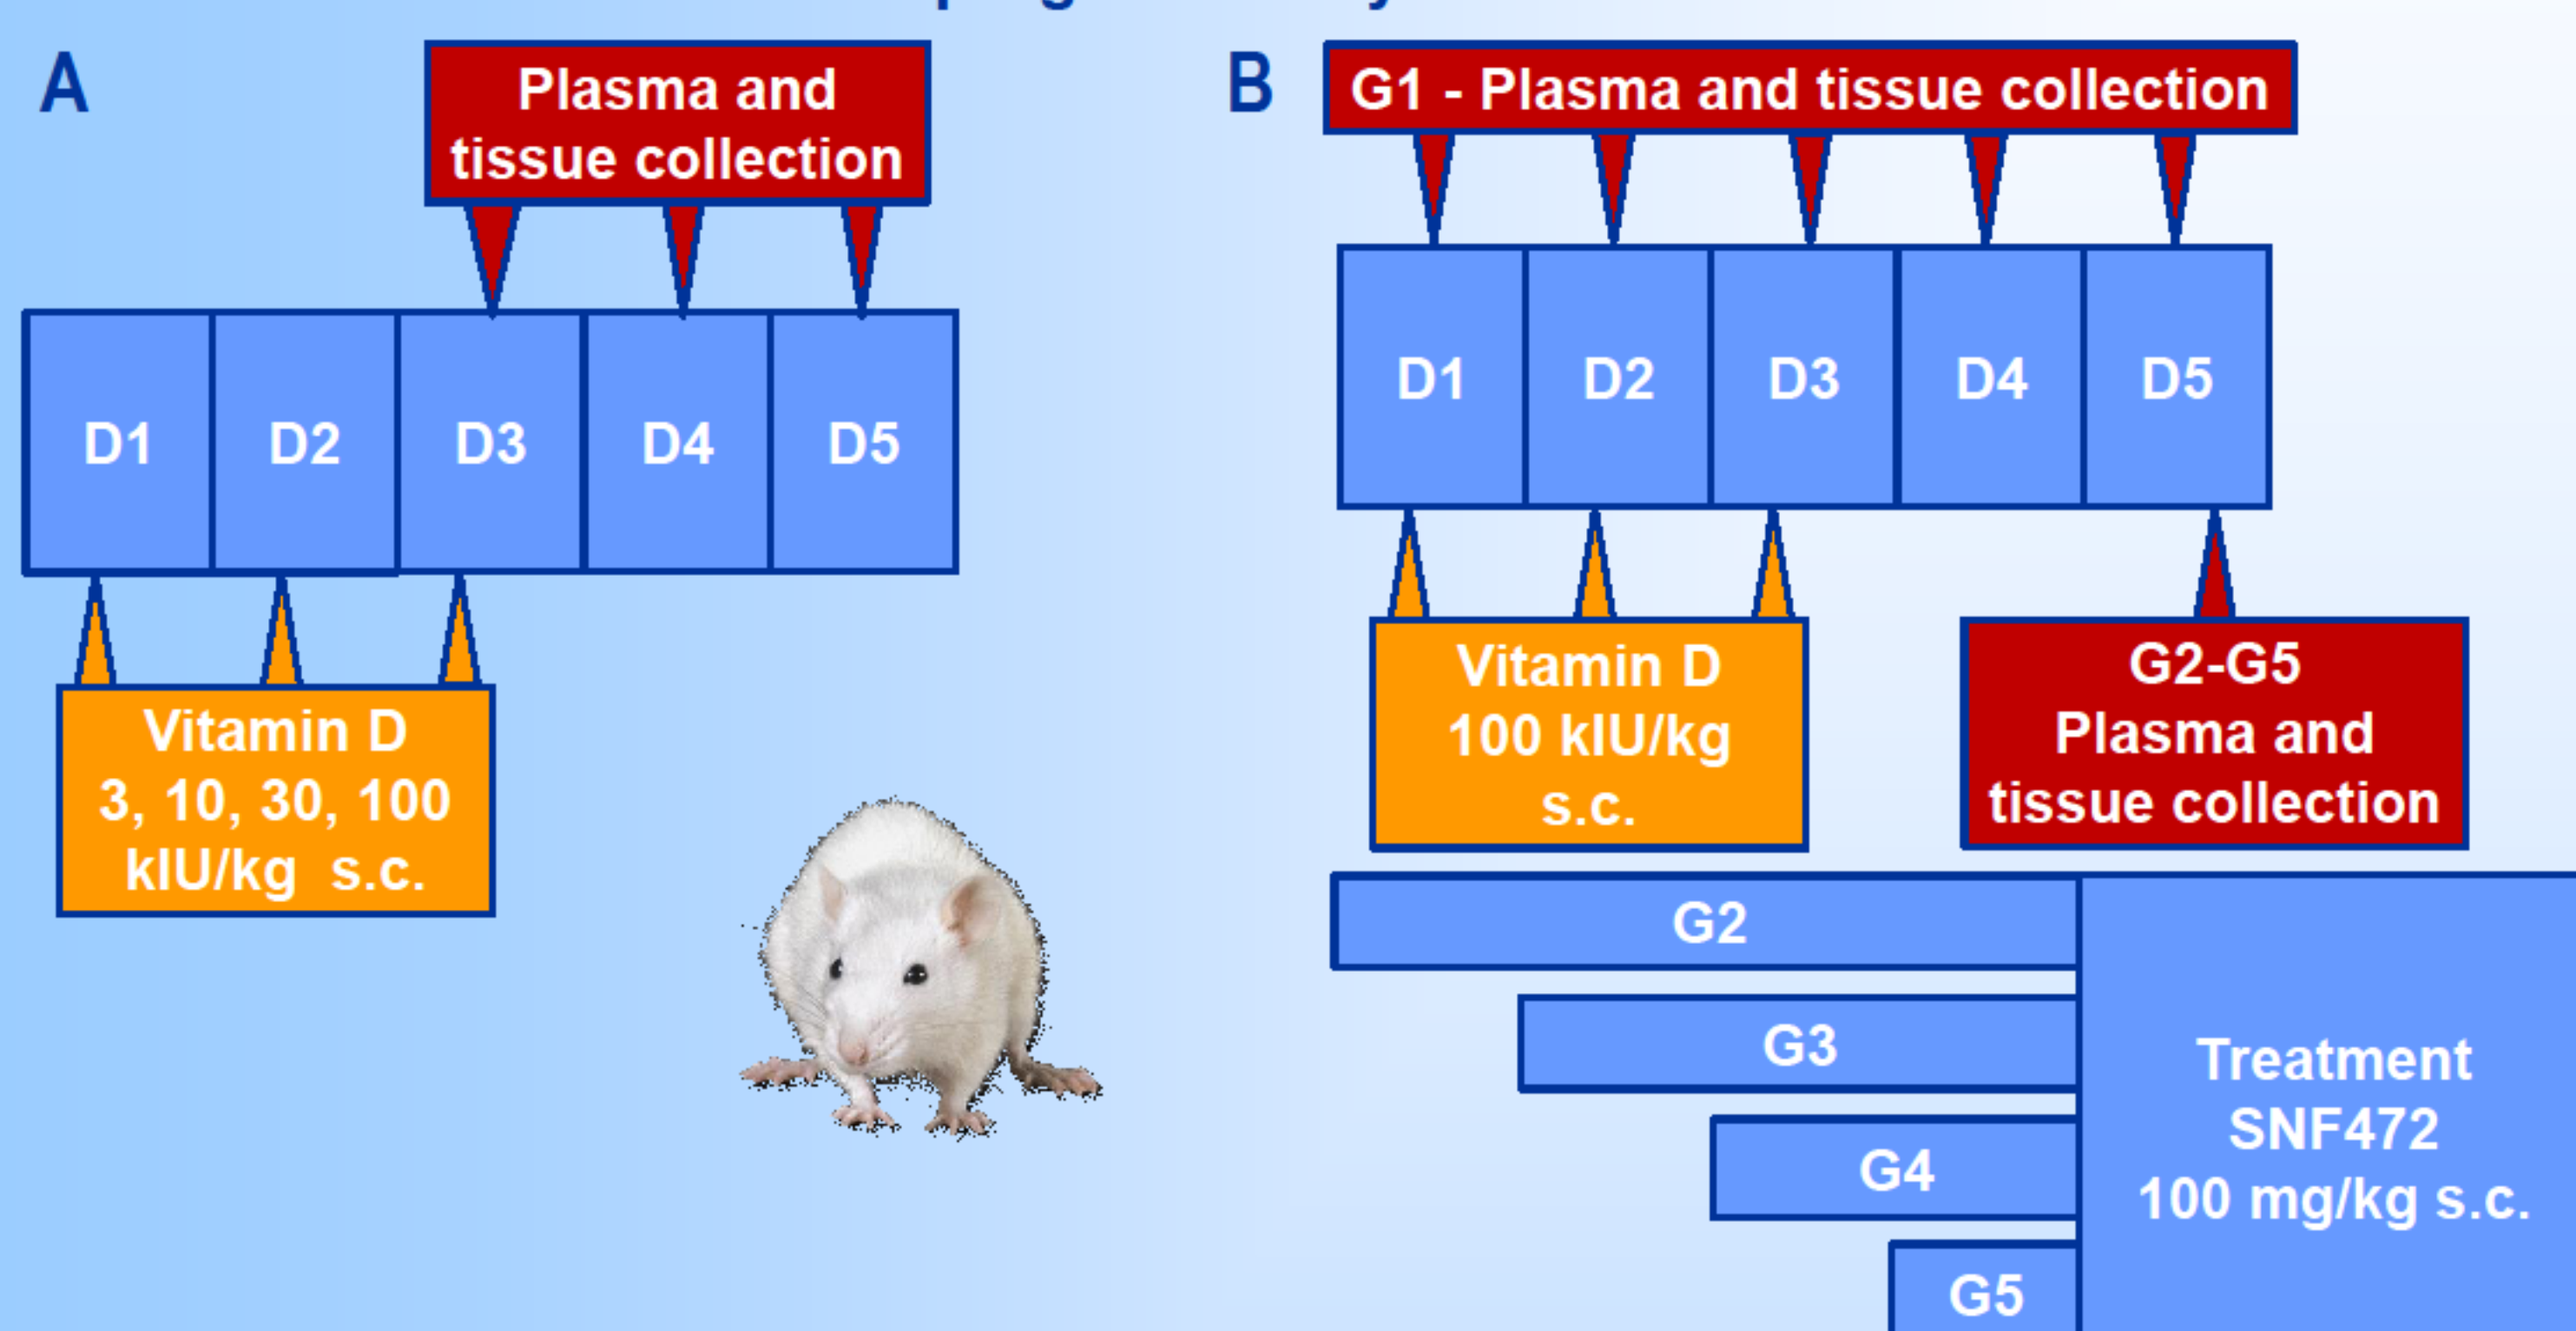 A
Plasma and
tissue collection
D1 D2 D3 D4 D5
Vitamin D
3, 10, 30, 100
kIU/kg s.c.
B
G1 - Plasma and tissue collection
D1 D2 D3 D4 D5
Vitamin D
100 kIU/kg
s.c.
G2-G5
Plasma and
tissue collection
G2
G3
G4
G5
Treatment
SNF472
100 mg/kg s.c.